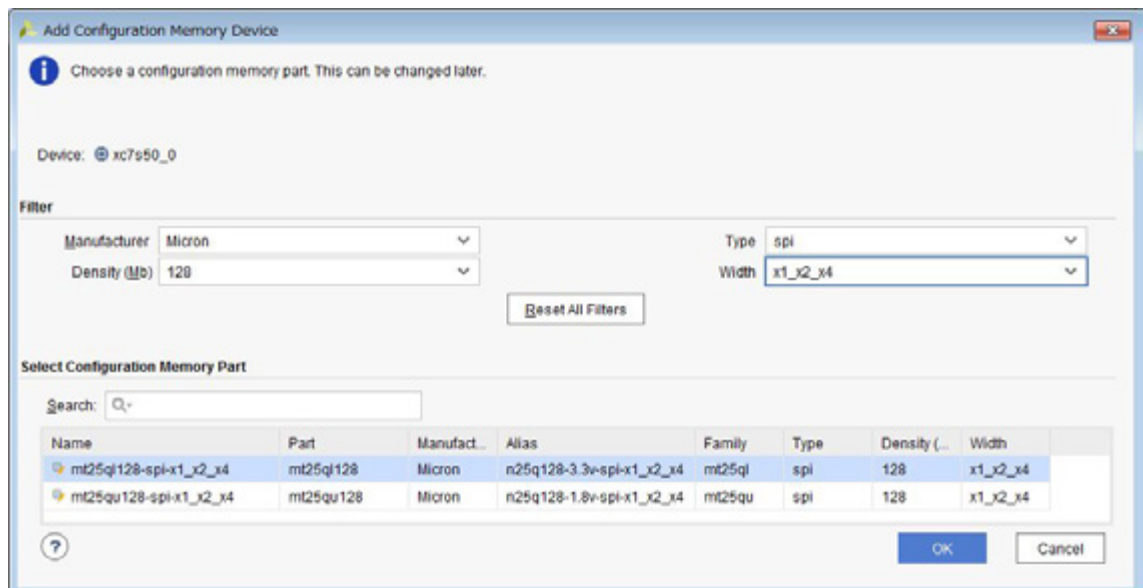 Add Configuration Memory Device
Choose a configuration memory part. This can be changed later.
Device: xc7s50_0
Filter
Manufacturer Micron Type spi
Density (Mb) 128 Width x1_x2_x4
Reset All Filters
Select Configuration Memory Part
Search:
Name Part Manufact... Alias Family Type Density (... Width
mt25ql128-spi-x1_x2_x4 mt25ql128 Micron n25q128-3.3v-spi-x1_x2_x4 mt25ql spi 128 x1_x2_x4
mt25qu128-spi-x1_x2_x4 mt25qu128 Micron n25q128-1.8v-spi-x1_x2_x4 mt25qu spi 128 x1_x2_x4
? OK Cancel